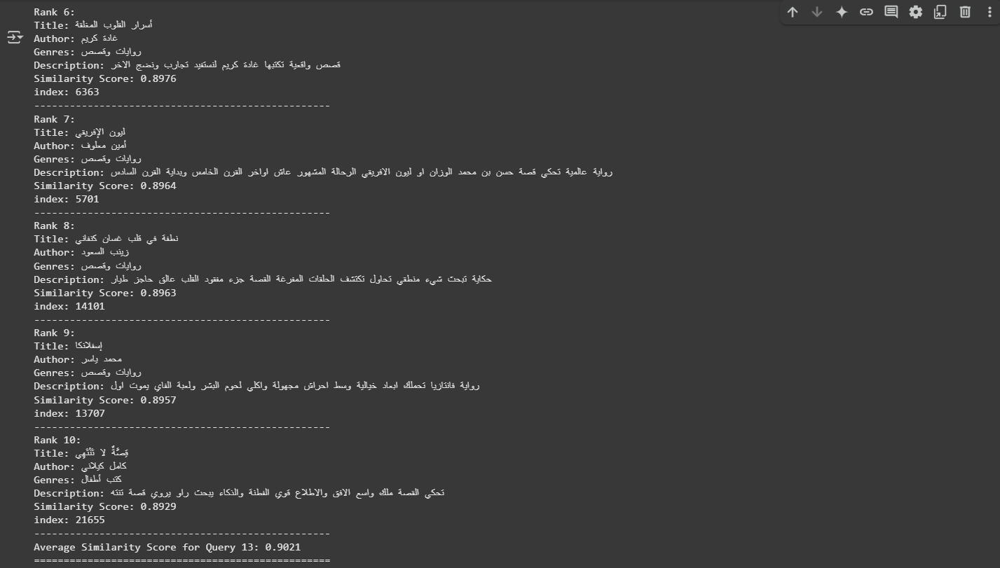 Rank 6:
Title: أسرار القلوب المغلقة
Author: غادة كريم
Genres: روايات وقصص
Description: قصص واقعية تكتبها غادة كريم لنستفيد تجارب ونضج الاخر
Similarity Score: 0.8976
index: 6363
--------------------------------------------------
Rank 7:
Title: ليون الإفريقي
Author: أمين معلوف
Genres: روايات وقصص
Description: رواية عالمية تحكي قصة حسن بن محمد الوزان او ليون الافريقي الرحالة المشهور عاش اواخر القرن الخامس وبداية القرن السادس
Similarity Score: 0.8964
index: 5701
--------------------------------------------------
Rank 8:
Title: نطفة في قلب غسان كنفاني
Author: زينب السعود
Genres: روايات وقصص
Description: حكاية تبحث شيء منطقي تحاول تكتشف الحلقات المفرغة القصة جزء مفقود القلب عالق حاجز طيار
Similarity Score: 0.8963
index: 14101
--------------------------------------------------
Rank 9:
Title: إسفلانكا
Author: محمد ياسر
Genres: روايات وقصص
Description: رواية فانتازيا تحملك ابعاد خيالية وسط احراش مجهولة واكلي لحوم البشر ولعبة الفاي يموت اول
Similarity Score: 0.8957
index: 13707
--------------------------------------------------
Rank 10:
Title: قِصَّةٌ لا تَنْتَهِي
Author: كامل كيلاني
Genres: كتب أطفال
Description: تحكي القصة ملك واسع الافق والاطلاع قوي الفطنة والذكاء يبحث راو يروي قصة تنته
Similarity Score: 0.8929
index: 21655
--------------------------------------------------
Average Similarity Score for Query 13: 0.9021
==================================================